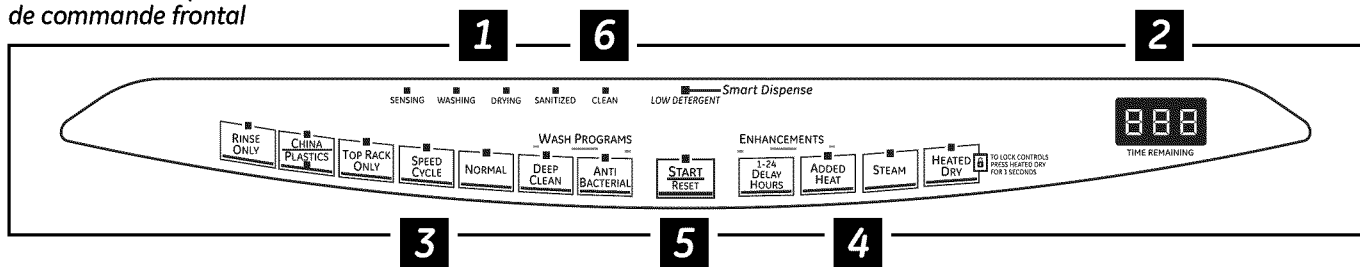 de commande frontal
1
6
2
SENSING WASHING DRYING SANITIZED CLEAN
LOW DETERGENT Smart Dispense
888
TIME REMAINING
WASH PROGRAMS
ENHANCEMENTS
RINSE
ONLY
CHINA
PLASTICS
TOP RACK
ONLY
SPEED
CYCLE
NORMAL
DEEP
CLEAN
ANTI
BACTERIAL
START
RESET
1-24
DELAY
HOURS
ADDED
HEAT
STEAM
HEATED
DRY
TO LOCK CONTROLS
PRESS HEATED DRY
FOR 3 SECONDS
3
5
4